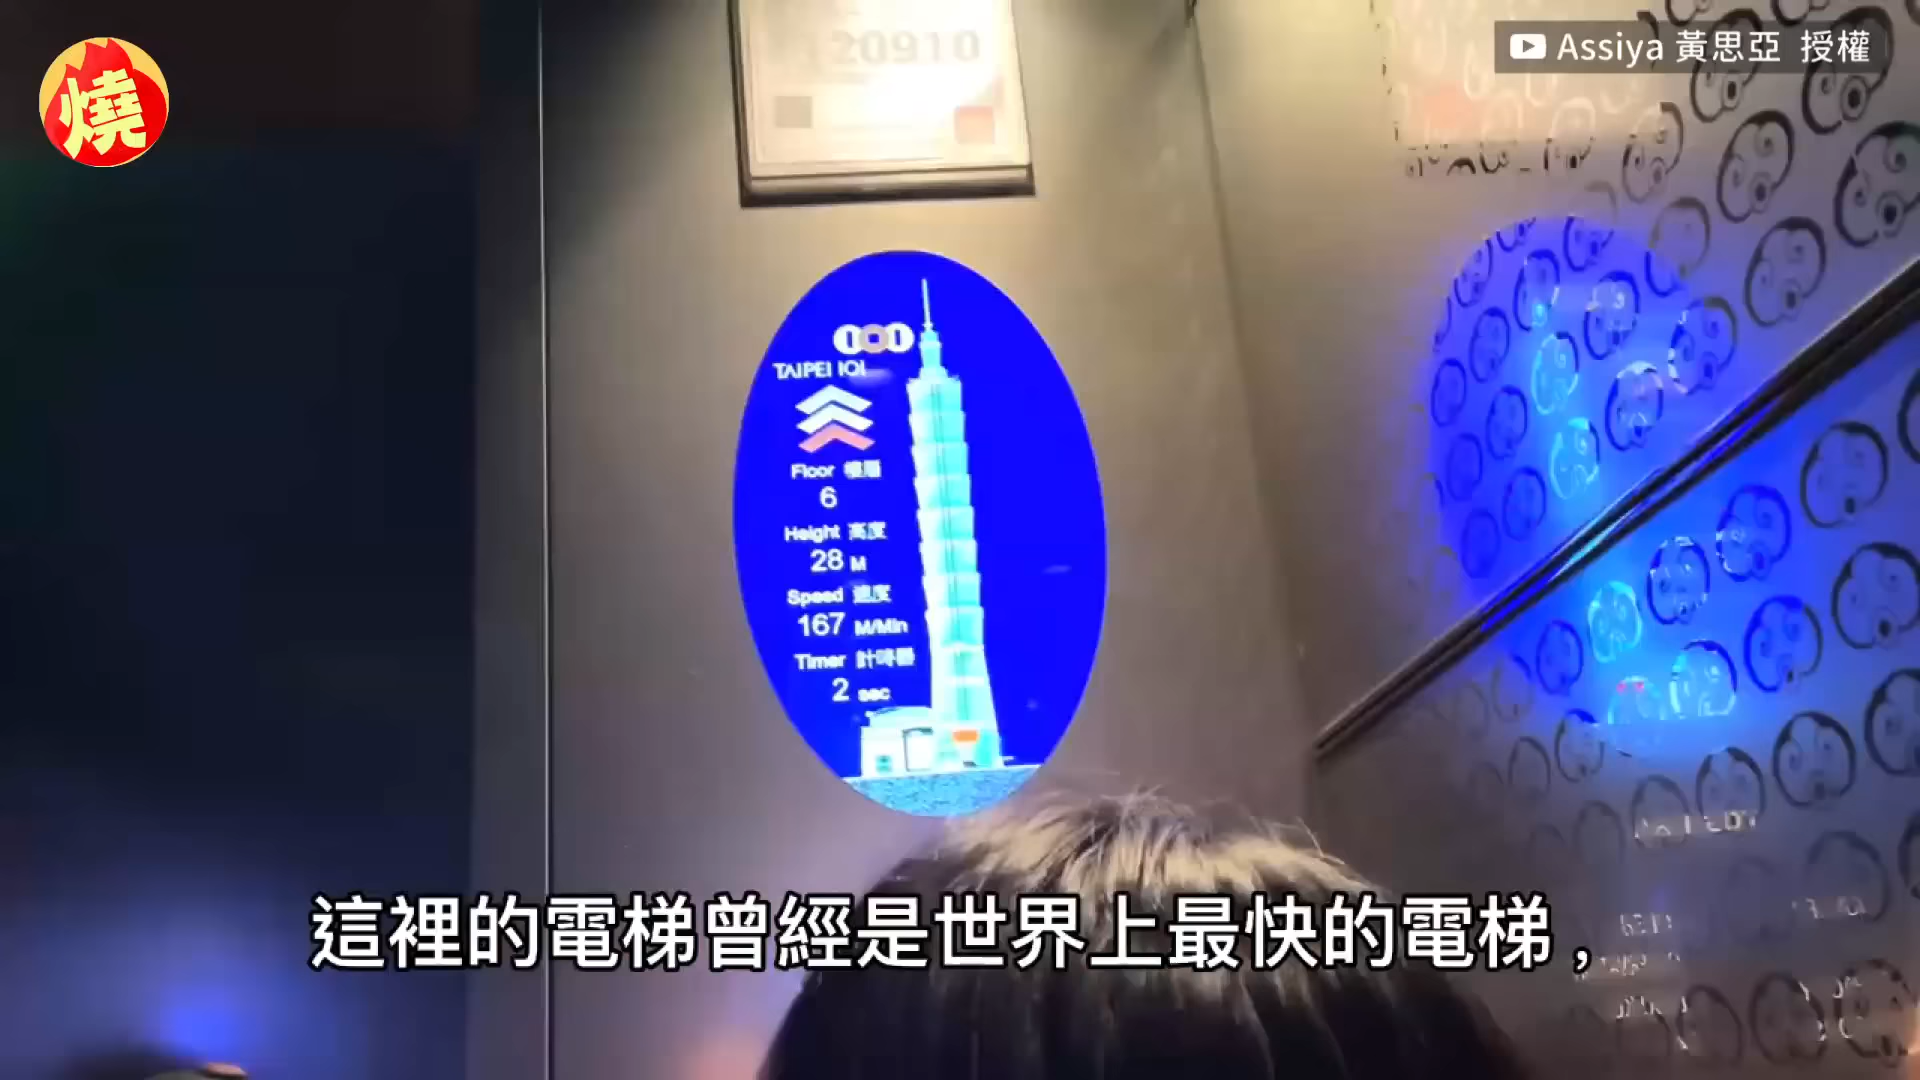 燒
Assiya 黃思亞 授權
20910
TAIPEI 101
Floor 樓層
6
Height 高度
28 M
Speed 速度
167 M/Min
Timer 計時器
2 sec
這裡的電梯曾經是世界上最快的電梯,